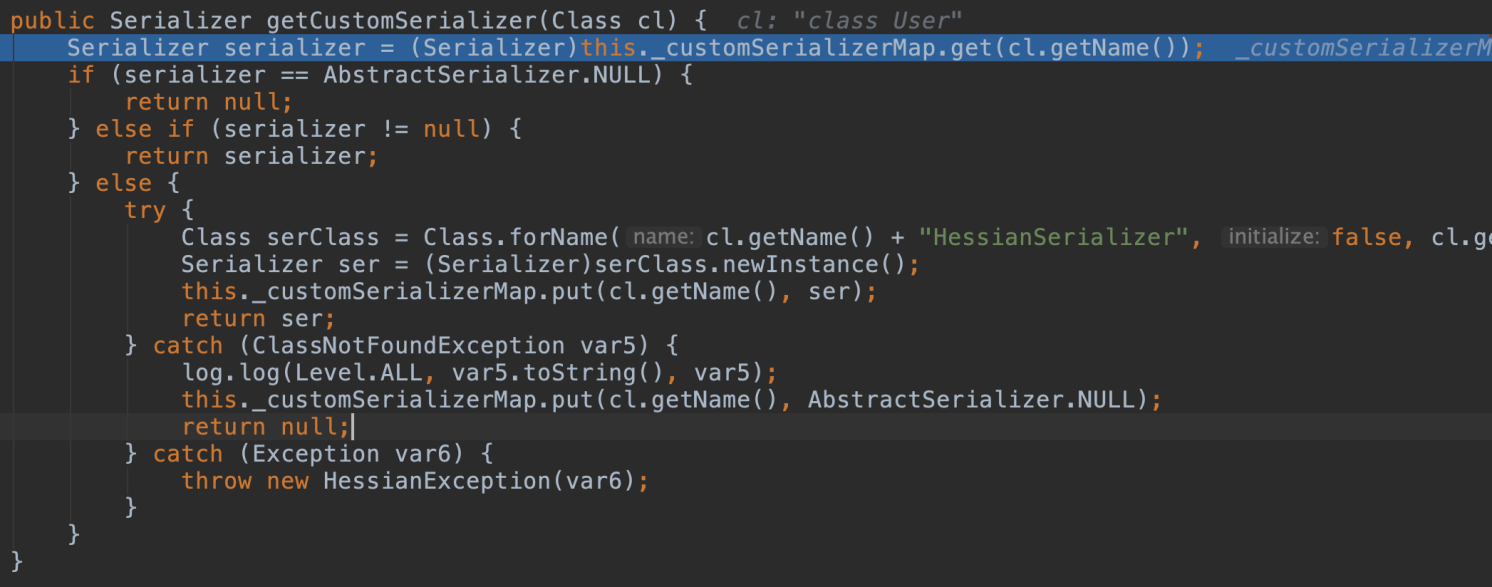 public Serializer getCustomSerializer(Class cl) {  cl: "class User"
    Serializer serializer = (Serializer)this._customSerializerMap.get(cl.getName());  _customSerializerM
    if (serializer == AbstractSerializer.NULL) {
        return null;
    } else if (serializer != null) {
        return serializer;
    } else {
        try {
            Class serClass = Class.forName( name: cl.getName() + "HessianSerializer", initialize: false, cl.ge
            Serializer ser = (Serializer)serClass.newInstance();
            this._customSerializerMap.put(cl.getName(), ser);
            return ser;
        } catch (ClassNotFoundException var5) {
            log.log(Level.ALL, var5.toString(), var5);
            this._customSerializerMap.put(cl.getName(), AbstractSerializer.NULL);
            return null;
        } catch (Exception var6) {
            throw new HessianException(var6);
        }
    }
}